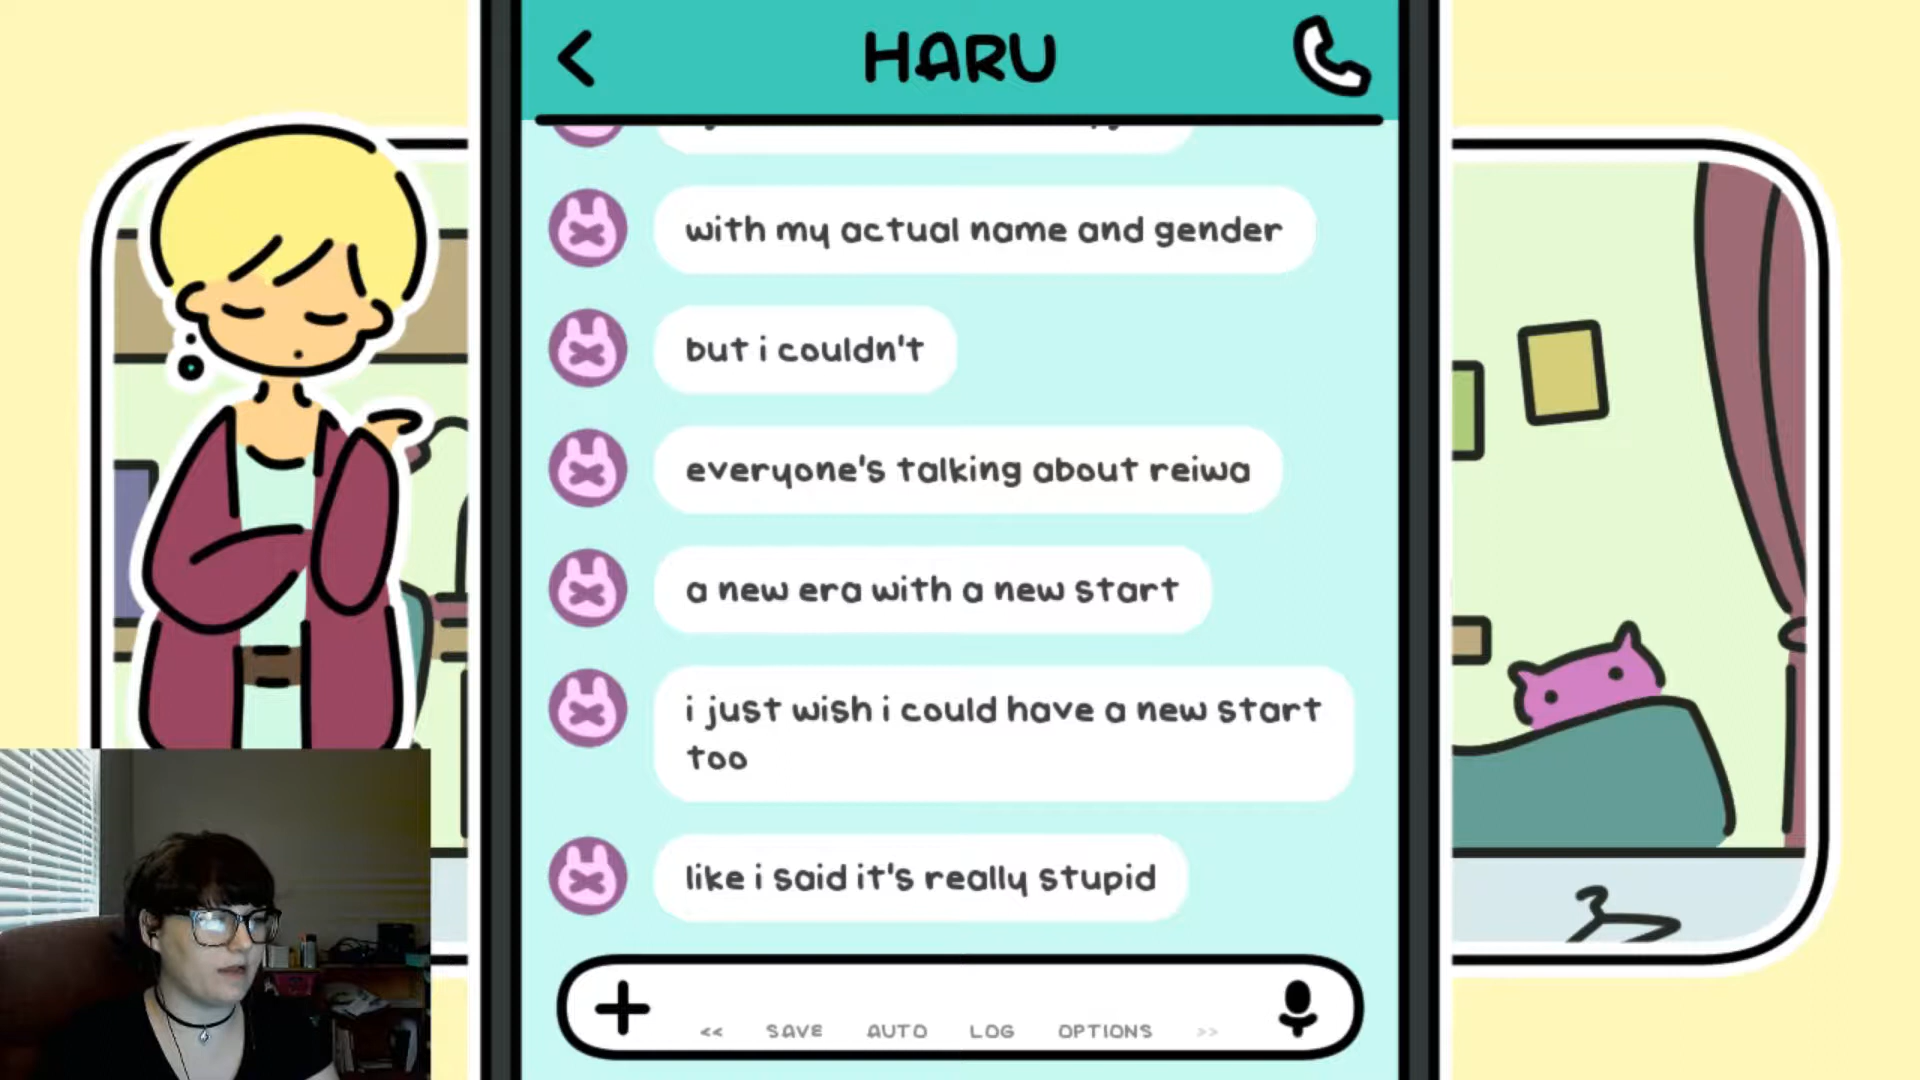 HARU
with my actual name and gender
but i couldn't
everyone's talking about reiwa
a new era with a new start
i just wish i could have a new start
too
like i said it's really stupid
<< SAVE AUTO LOG OPTIONS >>